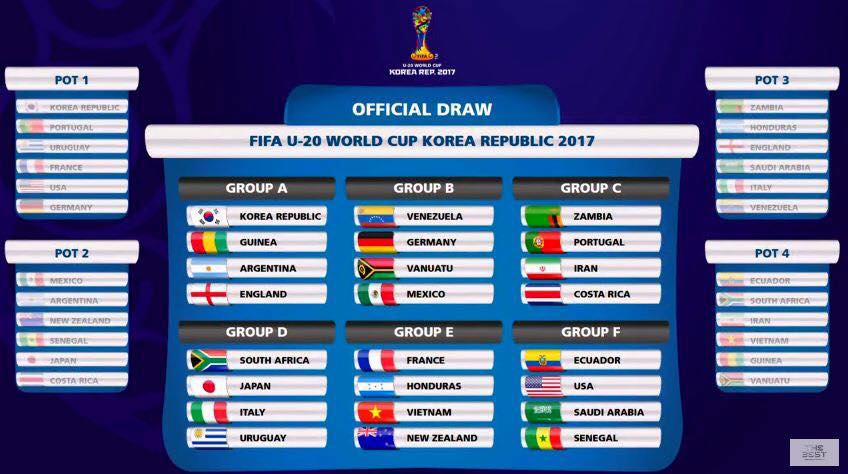 FIFA
U-20 WORLD CUP
KOREA REP. 2017
OFFICIAL DRAW
FIFA U-20 WORLD CUP KOREA REPUBLIC 2017
POT 1
KOREA REPUBLIC
PORTUGAL
URUGUAY
FRANCE
USA
GERMANY
POT 2
MEXICO
ARGENTINA
NEW ZEALAND
SENEGAL
JAPAN
COSTA RICA
GROUP A
KOREA REPUBLIC
GUINEA
ARGENTINA
ENGLAND
GROUP B
VENEZUELA
GERMANY
VANUATU
MEXICO
GROUP C
ZAMBIA
PORTUGAL
IRAN
COSTA RICA
GROUP D
SOUTH AFRICA
JAPAN
ITALY
URUGUAY
GROUP E
FRANCE
HONDURAS
VIETNAM
NEW ZEALAND
GROUP F
ECUADOR
USA
SAUDI ARABIA
SENEGAL
POT 3
ZAMBIA
HONDURAS
ENGLAND
SAUDI ARABIA
ITALY
VENEZUELA
POT 4
ECUADOR
SOUTH AFRICA
IRAN
VIETNAM
GUINEA
VANUATU
THE
BEST